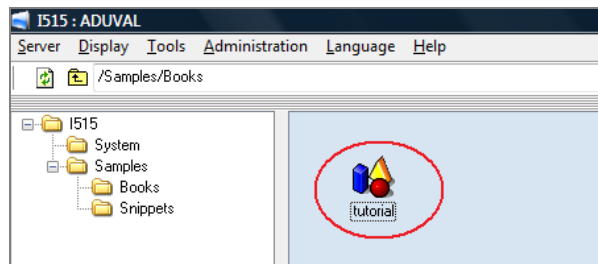 I515 : ADUVAL
Server Display Tools Administration Language Help
/Samples/Books
I515
System
Samples
Books
Snippets
tutorial